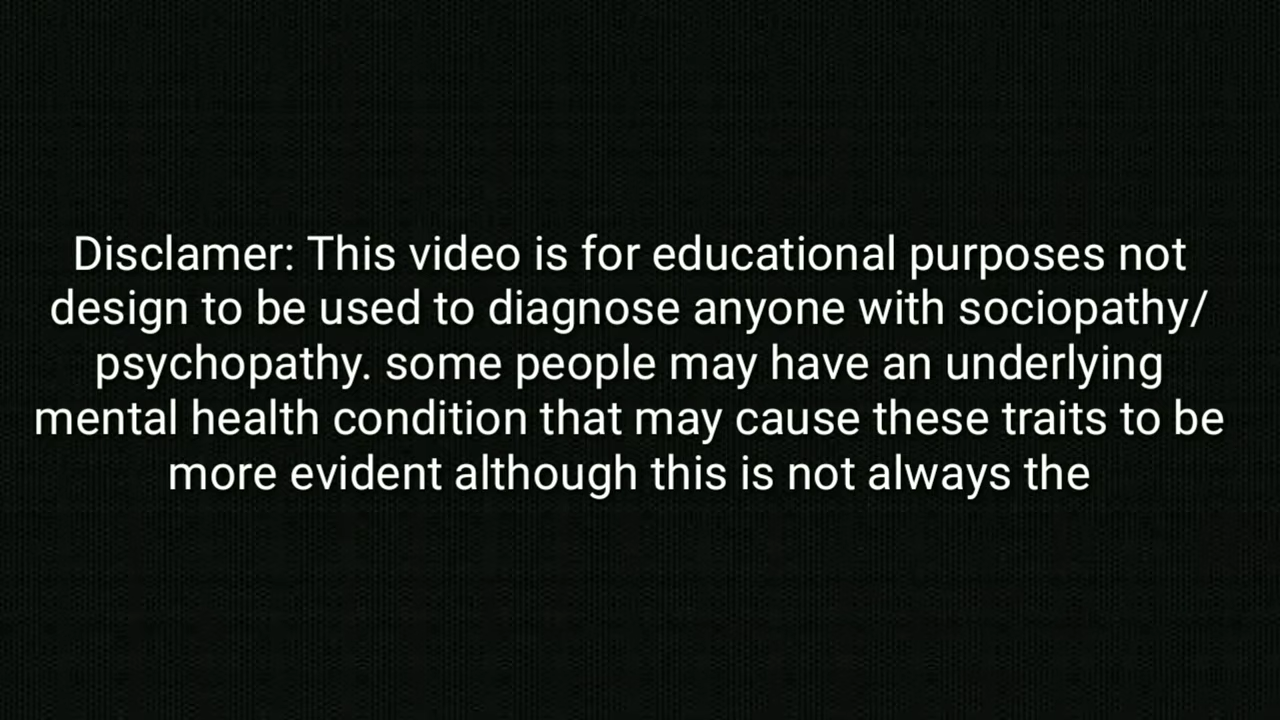 Disclamer: This video is for educational purposes not
design to be used to diagnose anyone with sociopathy/
psychopathy. some people may have an underlying
mental health condition that may cause these traits to be
more evident although this is not always the